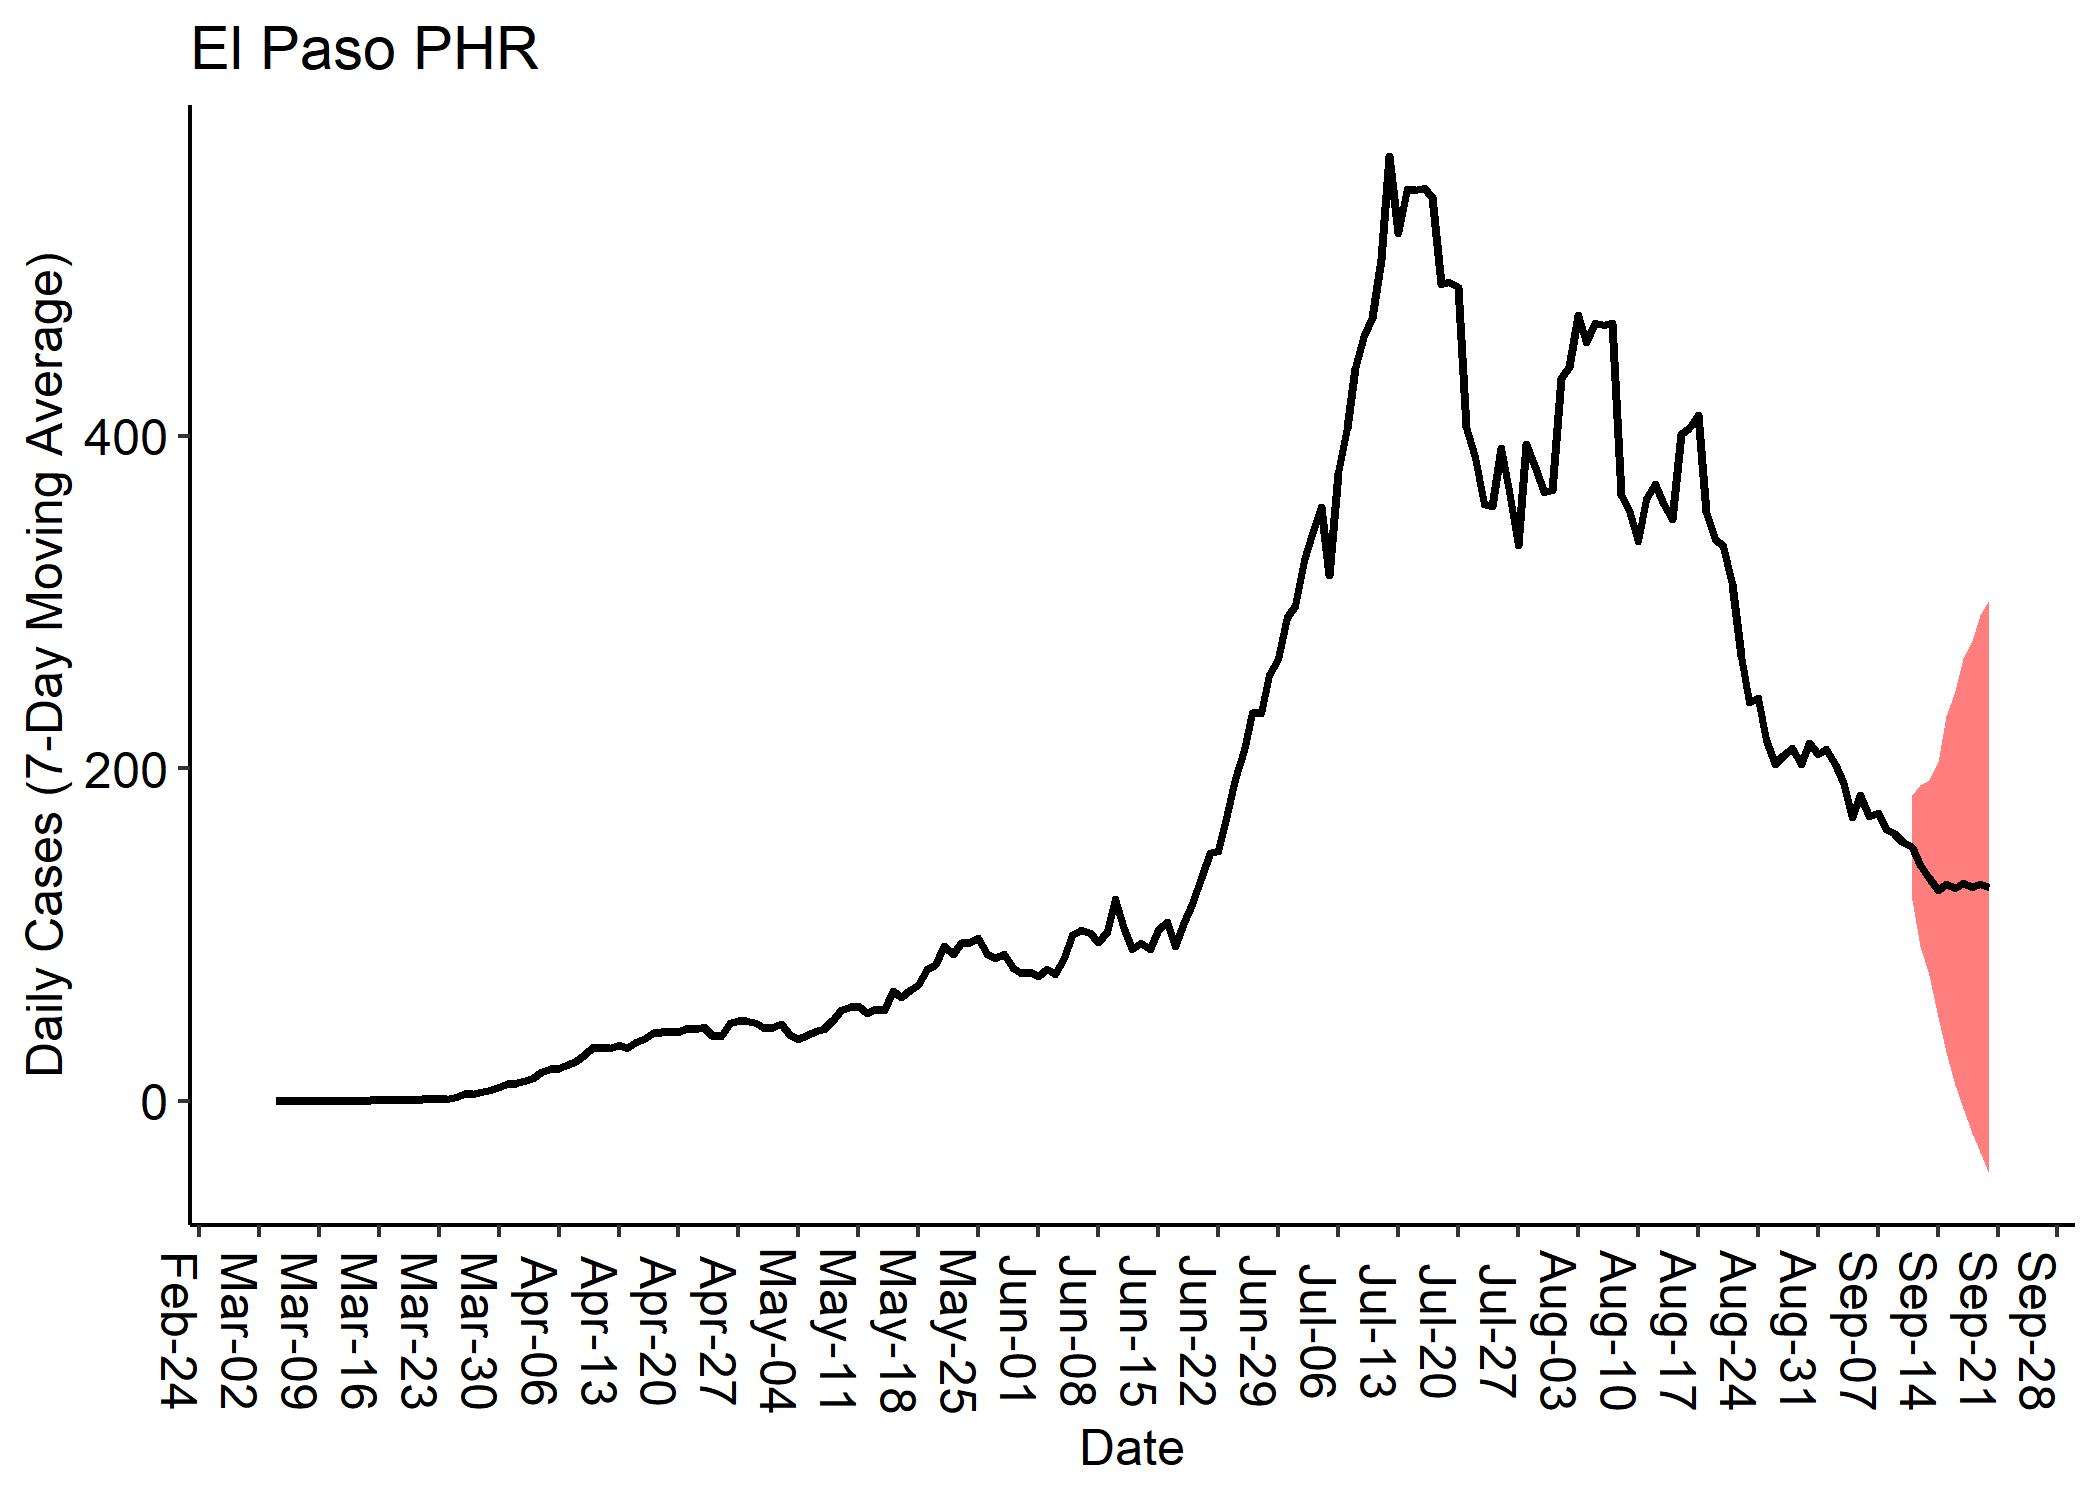 El Paso PHR
Daily Cases (7-Day Moving Average)
400
200
0
Feb-24
Mar-02
Mar-09
Mar-16
Mar-23
Mar-30
Apr-06
Apr-13
Apr-20
Apr-27
May-04
May-11
May-18
May-25
Jun-01
Jun-08
Jun-15
Jun-22
Jun-29
Jul-06
Jul-13
Jul-20
Jul-27
Aug-03
Aug-10
Aug-17
Aug-24
Aug-31
Sep-07
Sep-14
Sep-21
Sep-28
Date